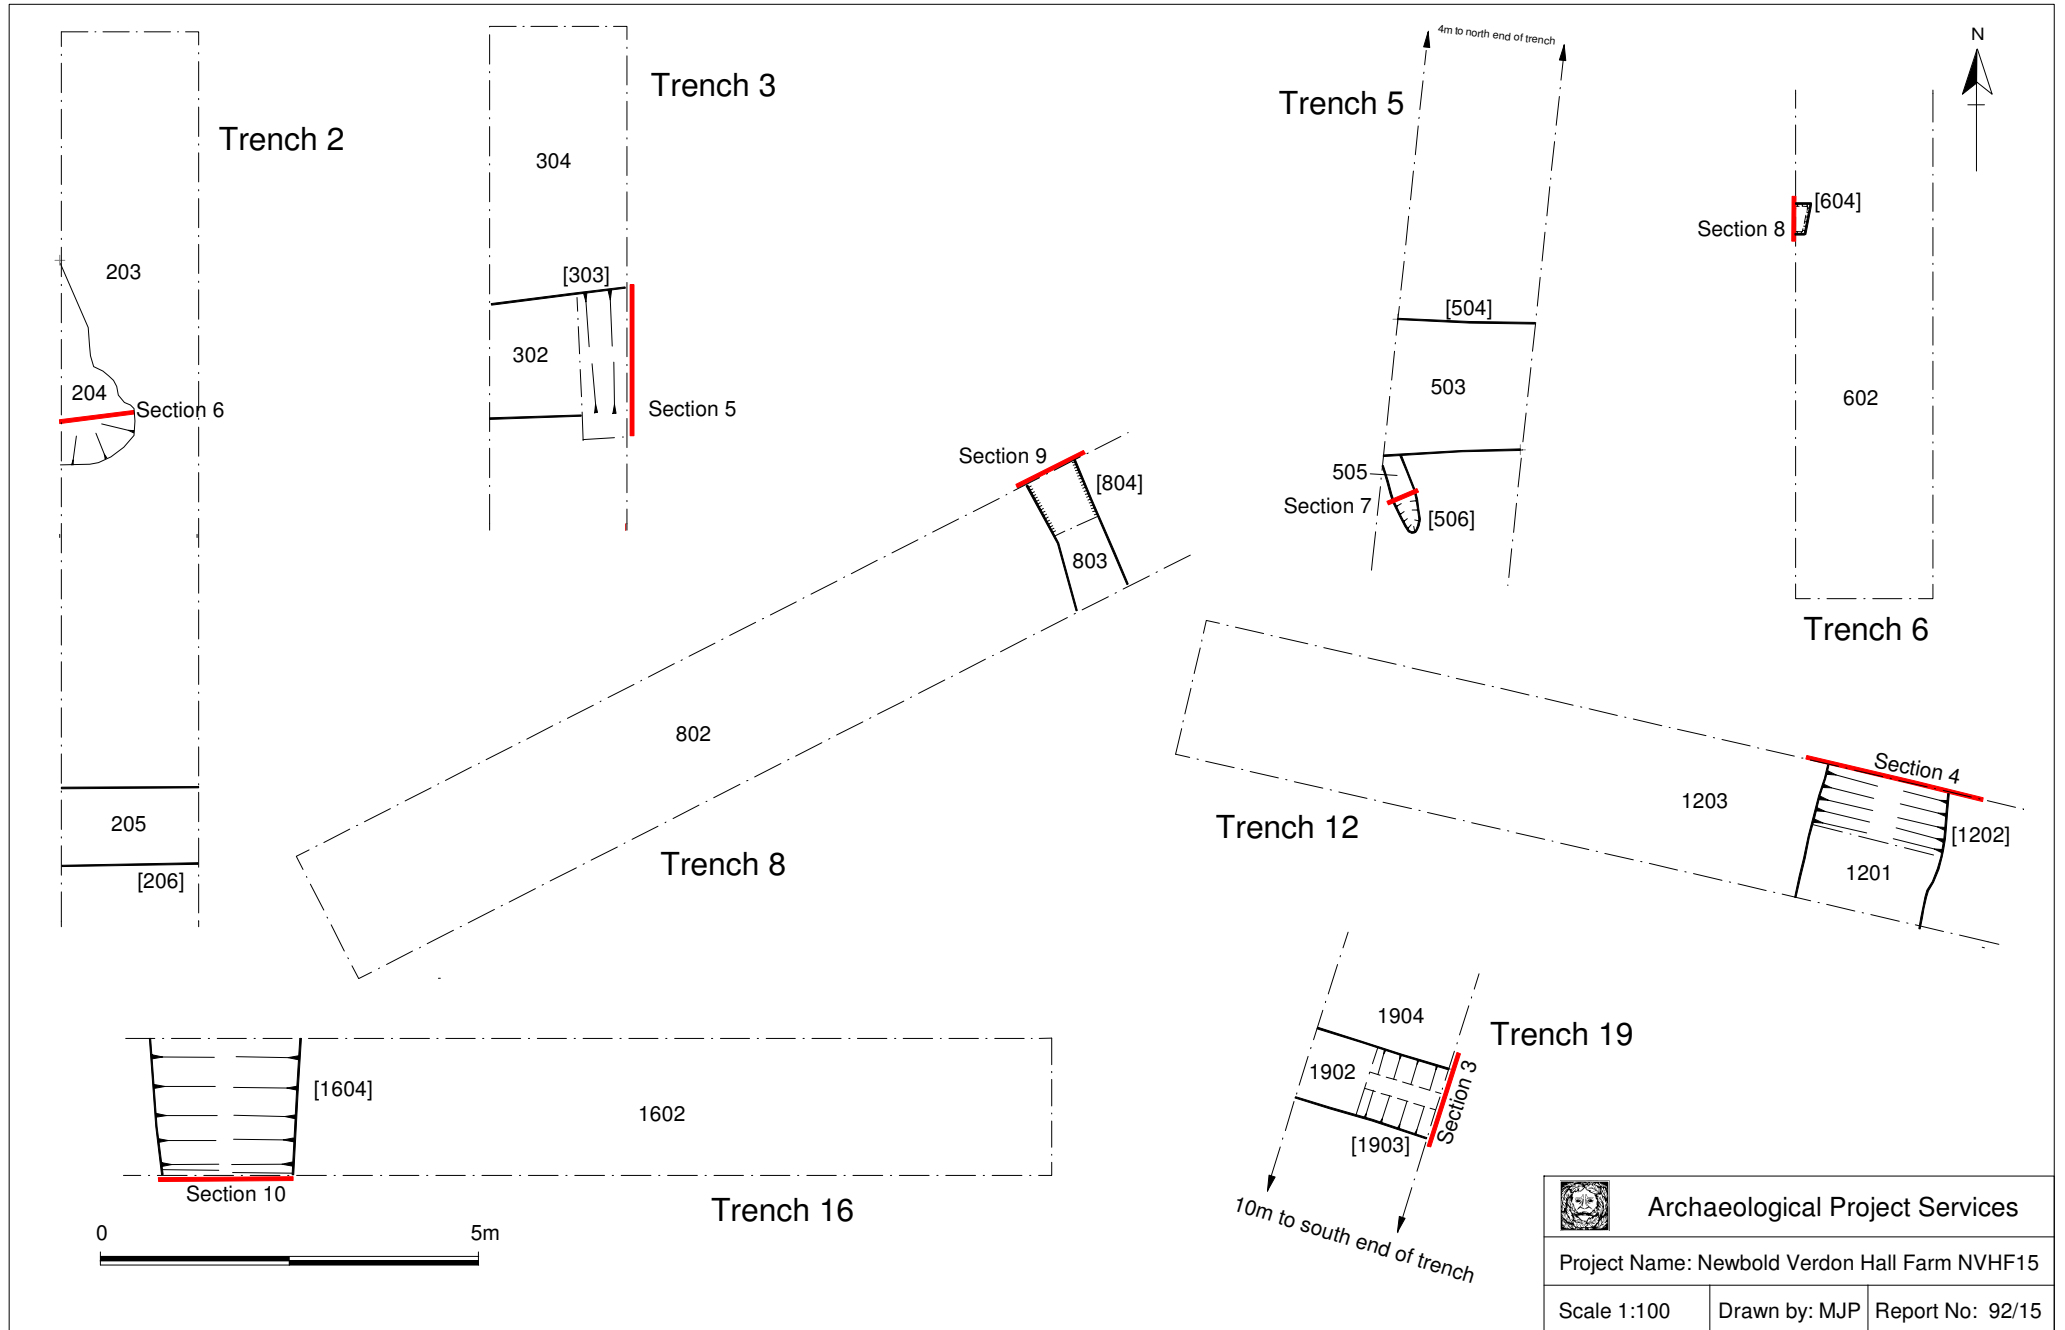 Trench 2
203
204
Section 6
205
[206]
Trench 3
304
[303]
302
Section 5
4m to north end of trench
Trench 5
[504]
503
505
Section 7
[506]
N
[604]
Section 8
602
Trench 6
Section 9
[804]
803
802
Trench 8
Section 4
1203
[1202]
1201
Trench 12
1904
Trench 19
1902
Section 3
[1903]
10m to south end of trench
[1604]
1602
Section 10
Trench 16
0 5m
Archaeological Project Services
Project Name: Newbold Verdon Hall Farm NVHF15
Scale 1:100 Drawn by: MJP Report No: 92/15